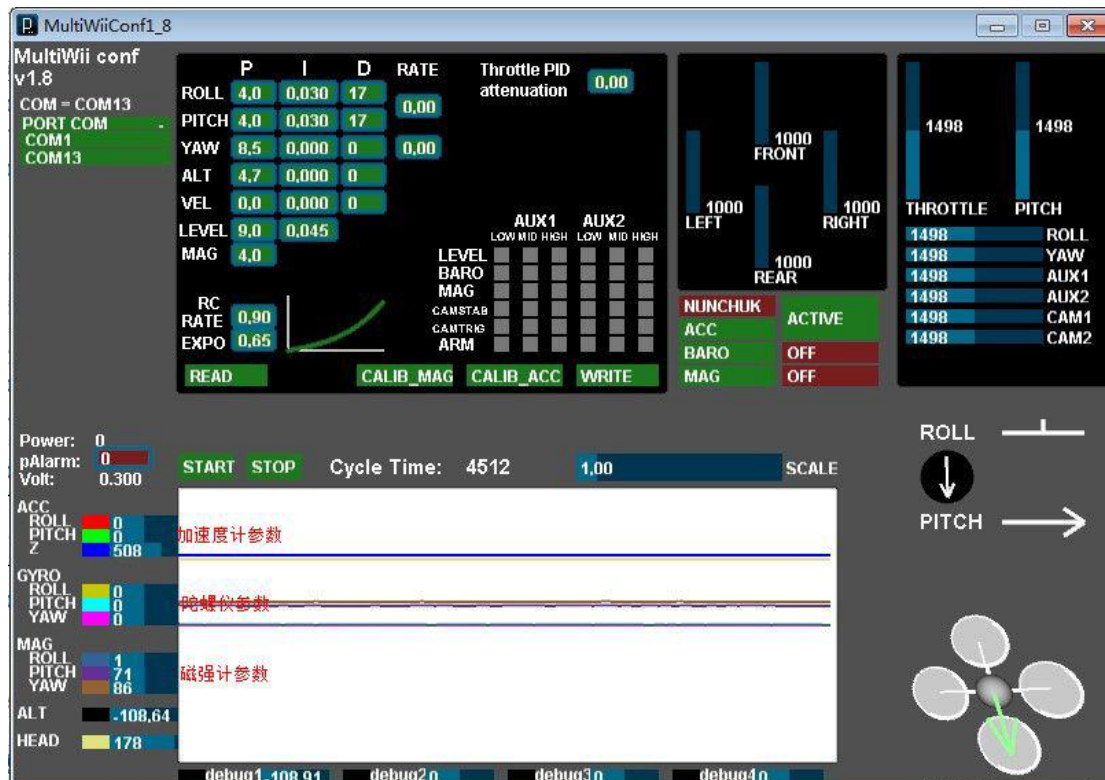 MultiWiiConf1_8
MultiWii conf
v1.8
COM = COM13
PORT COM -
COM1
COM13
P I D RATE
ROLL 4,0 0,030 17
0,00
PITCH 4,0 0,030 17
YAW 8,5 0,000 0 0,00
ALT 4,7 0,000 0
VEL 0,0 0,000 0
LEVEL 9,0 0,045
MAG 4,0
Throttle PID
attenuation 0,00
AUX1 AUX2
LOW MID HIGH LOW MID HIGH
LEVEL
BARO
MAG
CAMSTAB
CAMTRIG
ARM
RC
RATE 0,90
EXPO 0,65
READ CALIB_MAG CALIB_ACC WRITE
1000
FRONT
1000
LEFT
1000
RIGHT
1000
REAR
NUNCHUK
ACC ACTIVE
BARO OFF
MAG OFF
1498 1498
THROTTLE PITCH
1498 ROLL
1498 YAW
1498 AUX1
1498 AUX2
1498 CAM1
1498 CAM2
Power: 0
pAlarm: 0
Volt: 0.300
START STOP Cycle Time: 4512 1,00 SCALE
ROLL
PITCH
ACC
ROLL 0
PITCH 0
Z 508
加速度计参数
GYRO
ROLL 0
PITCH 0
YAW 0
陀螺仪参数
MAG
ROLL 1
PITCH 71
YAW 86
磁强计参数
ALT -108,64
HEAD 178
debug1 -108,91 debug2 0 debug3 0 debug4 0